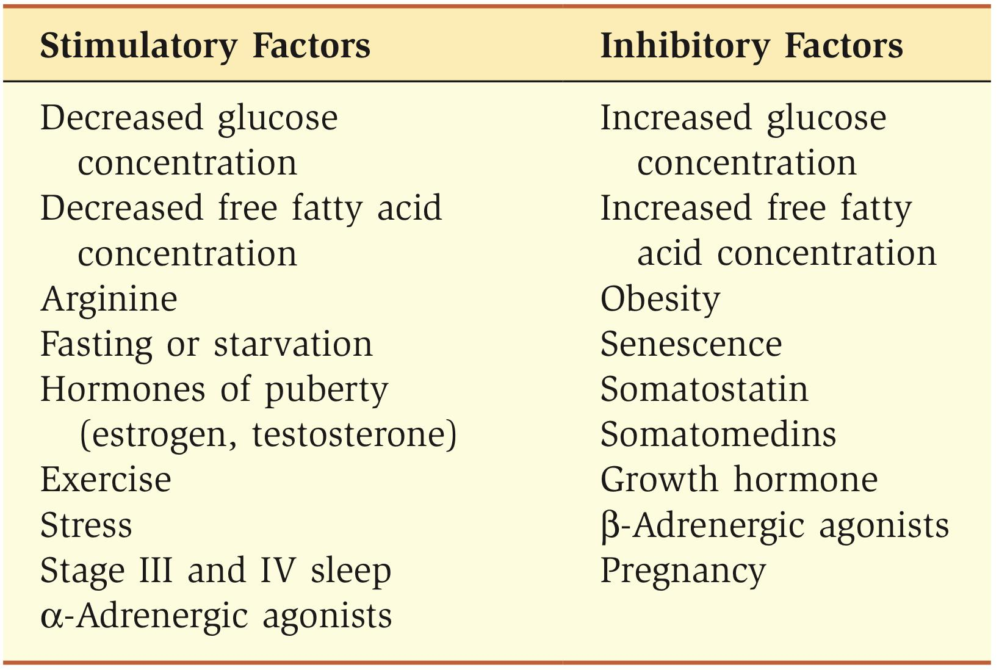 Stimulatory Factors
Inhibitory Factors
Decreased glucose
concentration
Decreased free fatty acid
concentration
Arginine
Fasting or starvation
Hormones of puberty
(estrogen, testosterone)
Exercise
Stress
Stage III and IV sleep
α-Adrenergic agonists
Increased glucose
concentration
Increased free fatty
acid concentration
Obesity
Senescence
Somatostatin
Somatomedins
Growth hormone
β-Adrenergic agonists
Pregnancy